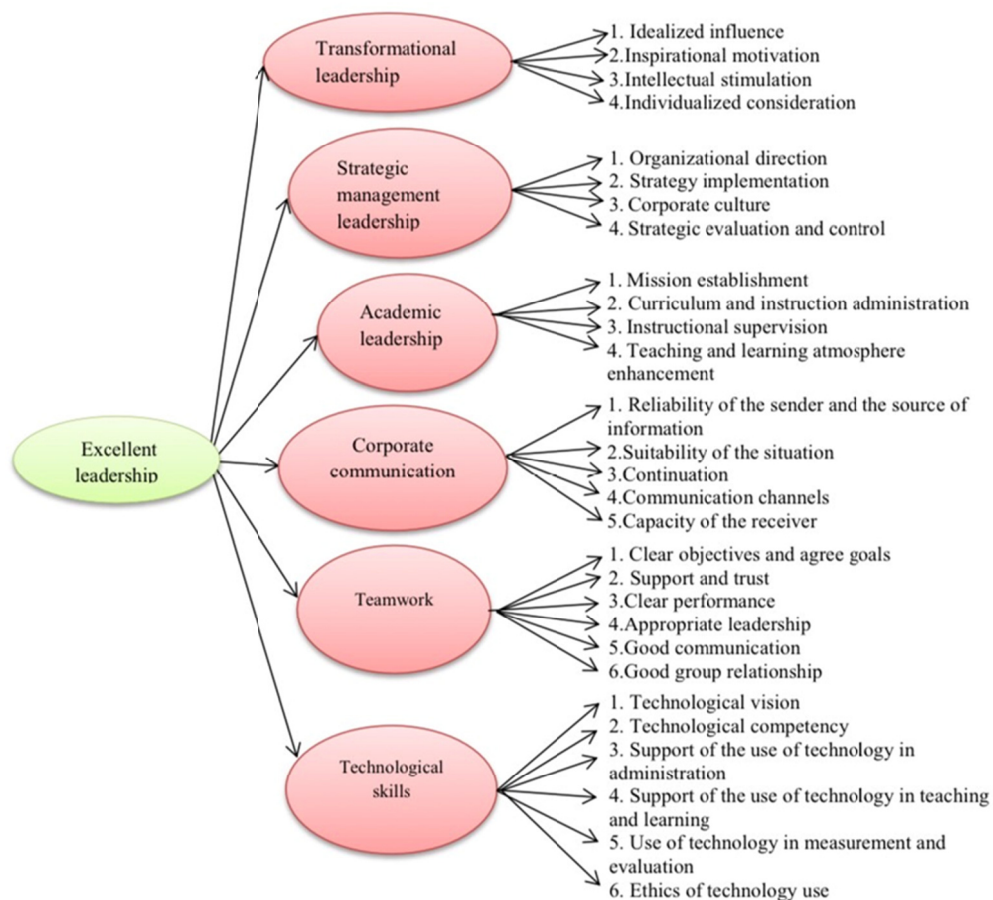 Transformational
leadership
1. Idealized influence
2.Inspirational motivation
3.Intellectual stimulation
4.Individualized consideration
Strategic
management
leadership
1. Organizational direction
2. Strategy implementation
3. Corporate culture
4. Strategic evaluation and control
Academic
leadership
1. Mission establishment
2. Curriculum and instruction administration
3. Instructional supervision
4. Teaching and learning atmosphere
enhancement
Excellent
leadership
Corporate
communication
1. Reliability of the sender and the source of
information
2.Suitability of the situation
3.Continuation
4.Communication channels
5.Capacity of the receiver
Teamwork
1. Clear objectives and agree goals
2. Support and trust
3.Clear performance
4.Appropriate leadership
5.Good communication
6.Good group relationship
Technological
skills
1. Technological vision
2. Technological competency
3. Support of the use of technology in
administration
4. Support of the use of technology in teaching
and learning
5. Use of technology in measurement and
evaluation
6. Ethics of technology use